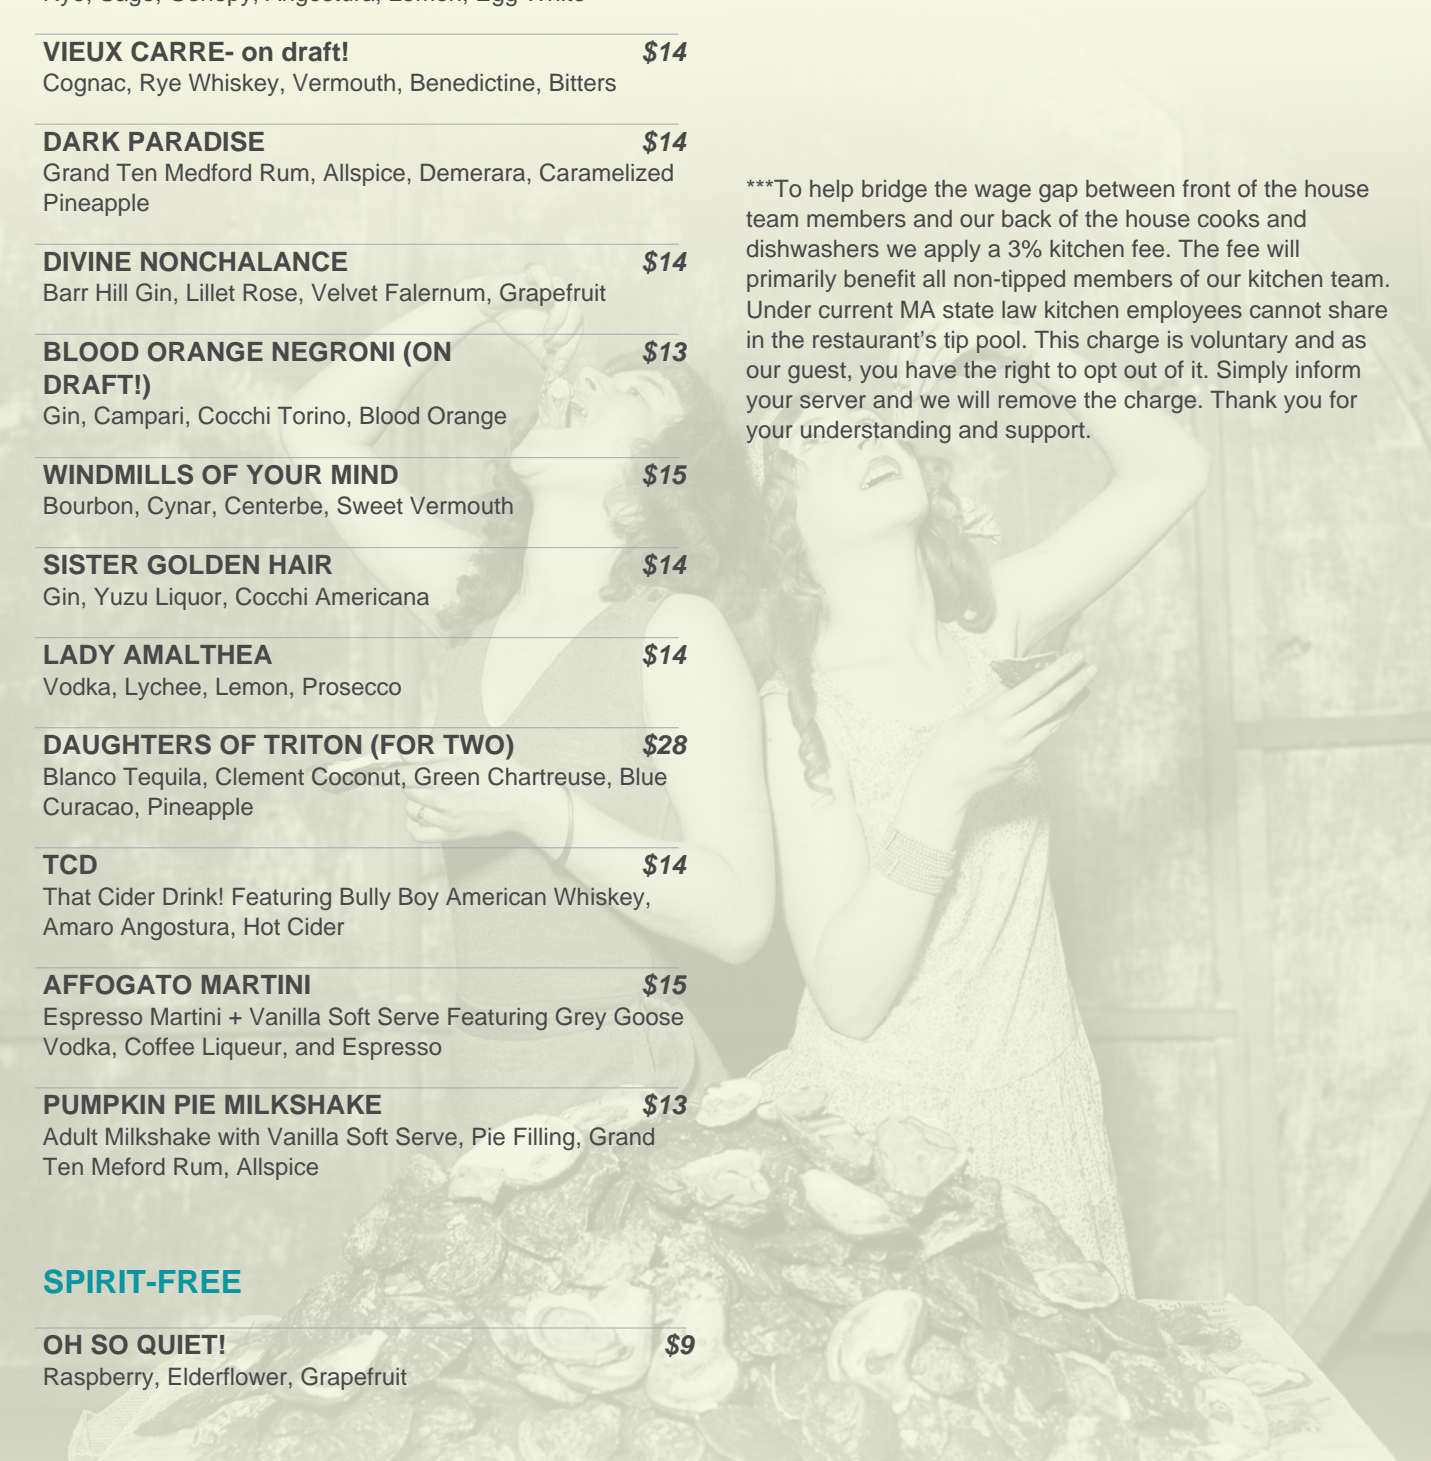 VIEUX CARRE- on draft! $14
Cognac, Rye Whiskey, Vermouth, Benedictine, Bitters
DARK PARADISE $14
Grand Ten Medford Rum, Allspice, Demerara, Caramelized
Pineapple
DIVINE NONCHALANCE $14
Barr Hill Gin, Lillet Rose, Velvet Falernum, Grapefruit
BLOOD ORANGE NEGRONI (ON $13
DRAFT!)
Gin, Campari, Cocchi Torino, Blood Orange
WINDMILLS OF YOUR MIND $15
Bourbon, Cynar, Centerbe, Sweet Vermouth
SISTER GOLDEN HAIR $14
Gin, Yuzu Liquor, Cocchi Americana
LADY AMALTHEA $14
Vodka, Lychee, Lemon, Prosecco
DAUGHTERS OF TRITON (FOR TWO) $28
Blanco Tequila, Clement Coconut, Green Chartreuse, Blue
Curacao, Pineapple
TCD $14
That Cider Drink! Featuring Bully Boy American Whiskey,
Amaro Angostura, Hot Cider
AFFOGATO MARTINI $15
Espresso Martini + Vanilla Soft Serve Featuring Grey Goose
Vodka, Coffee Liqueur, and Espresso
PUMPKIN PIE MILKSHAKE $13
Adult Milkshake with Vanilla Soft Serve, Pie Filling, Grand
Ten Meford Rum, Allspice
SPIRIT-FREE
OH SO QUIET! $9
Raspberry, Elderflower, Grapefruit
***To help bridge the wage gap between front of the house
team members and our back of the house cooks and
dishwashers we apply a 3% kitchen fee. The fee will
primarily benefit all non-tipped members of our kitchen team.
Under current MA state law kitchen employees cannot share
in the restaurant's tip pool. This charge is voluntary and as
our guest, you have the right to opt out of it. Simply inform
your server and we will remove the charge. Thank you for
your understanding and support.